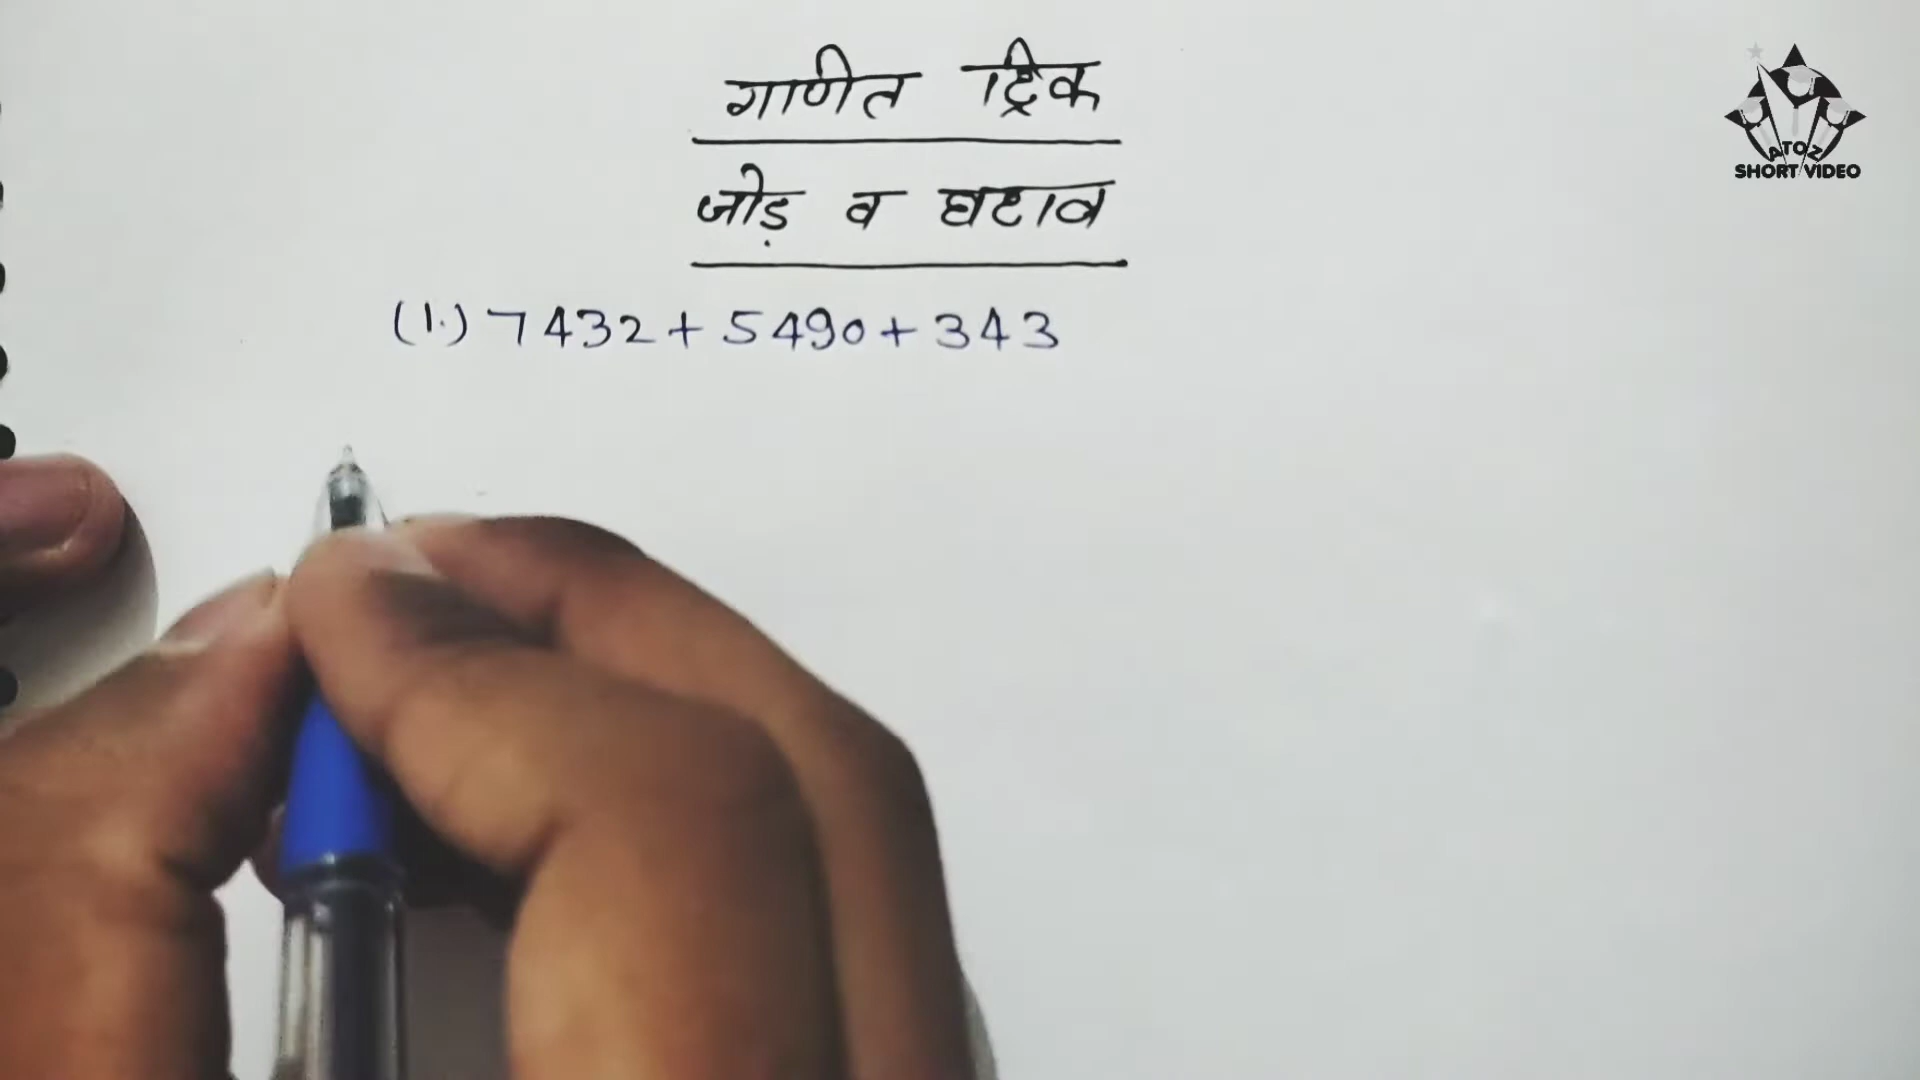 गणित ट्रिक
जोड़ व घटाव
(1.) 7432 + 5490 + 343
A TO Z
SHORT VIDEO